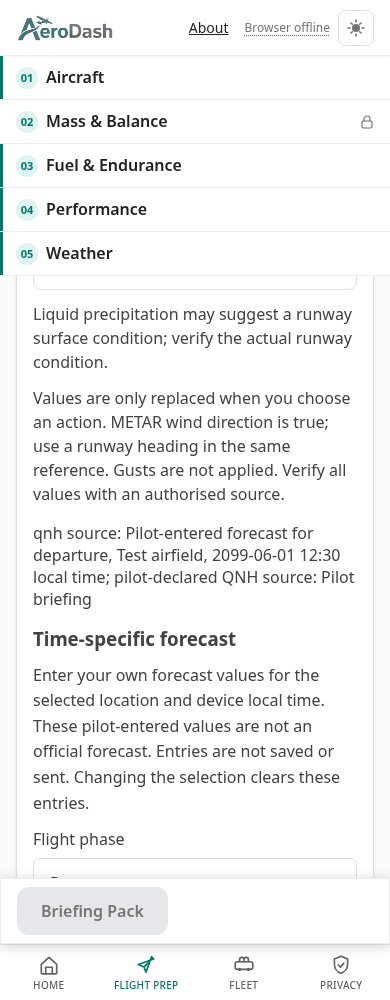 AeroDash
About
Browser offline
01 Aircraft
02 Mass & Balance
03 Fuel & Endurance
04 Performance
05 Weather
Liquid precipitation may suggest a runway
surface condition; verify the actual runway
condition.
Values are only replaced when you choose
an action. METAR wind direction is true;
use a runway heading in the same
reference. Gusts are not applied. Verify all
values with an authorised source.
qnh source: Pilot-entered forecast for
departure, Test airfield, 2099-06-01 12:30
local time; pilot-declared QNH source: Pilot
briefing
Time-specific forecast
Enter your own forecast values for the
selected location and device local time.
These pilot-entered values are not an
official forecast. Entries are not saved or
sent. Changing the selection clears these
entries.
Flight phase
Briefing Pack
HOME
FLIGHT PREP
FLEET
PRIVACY